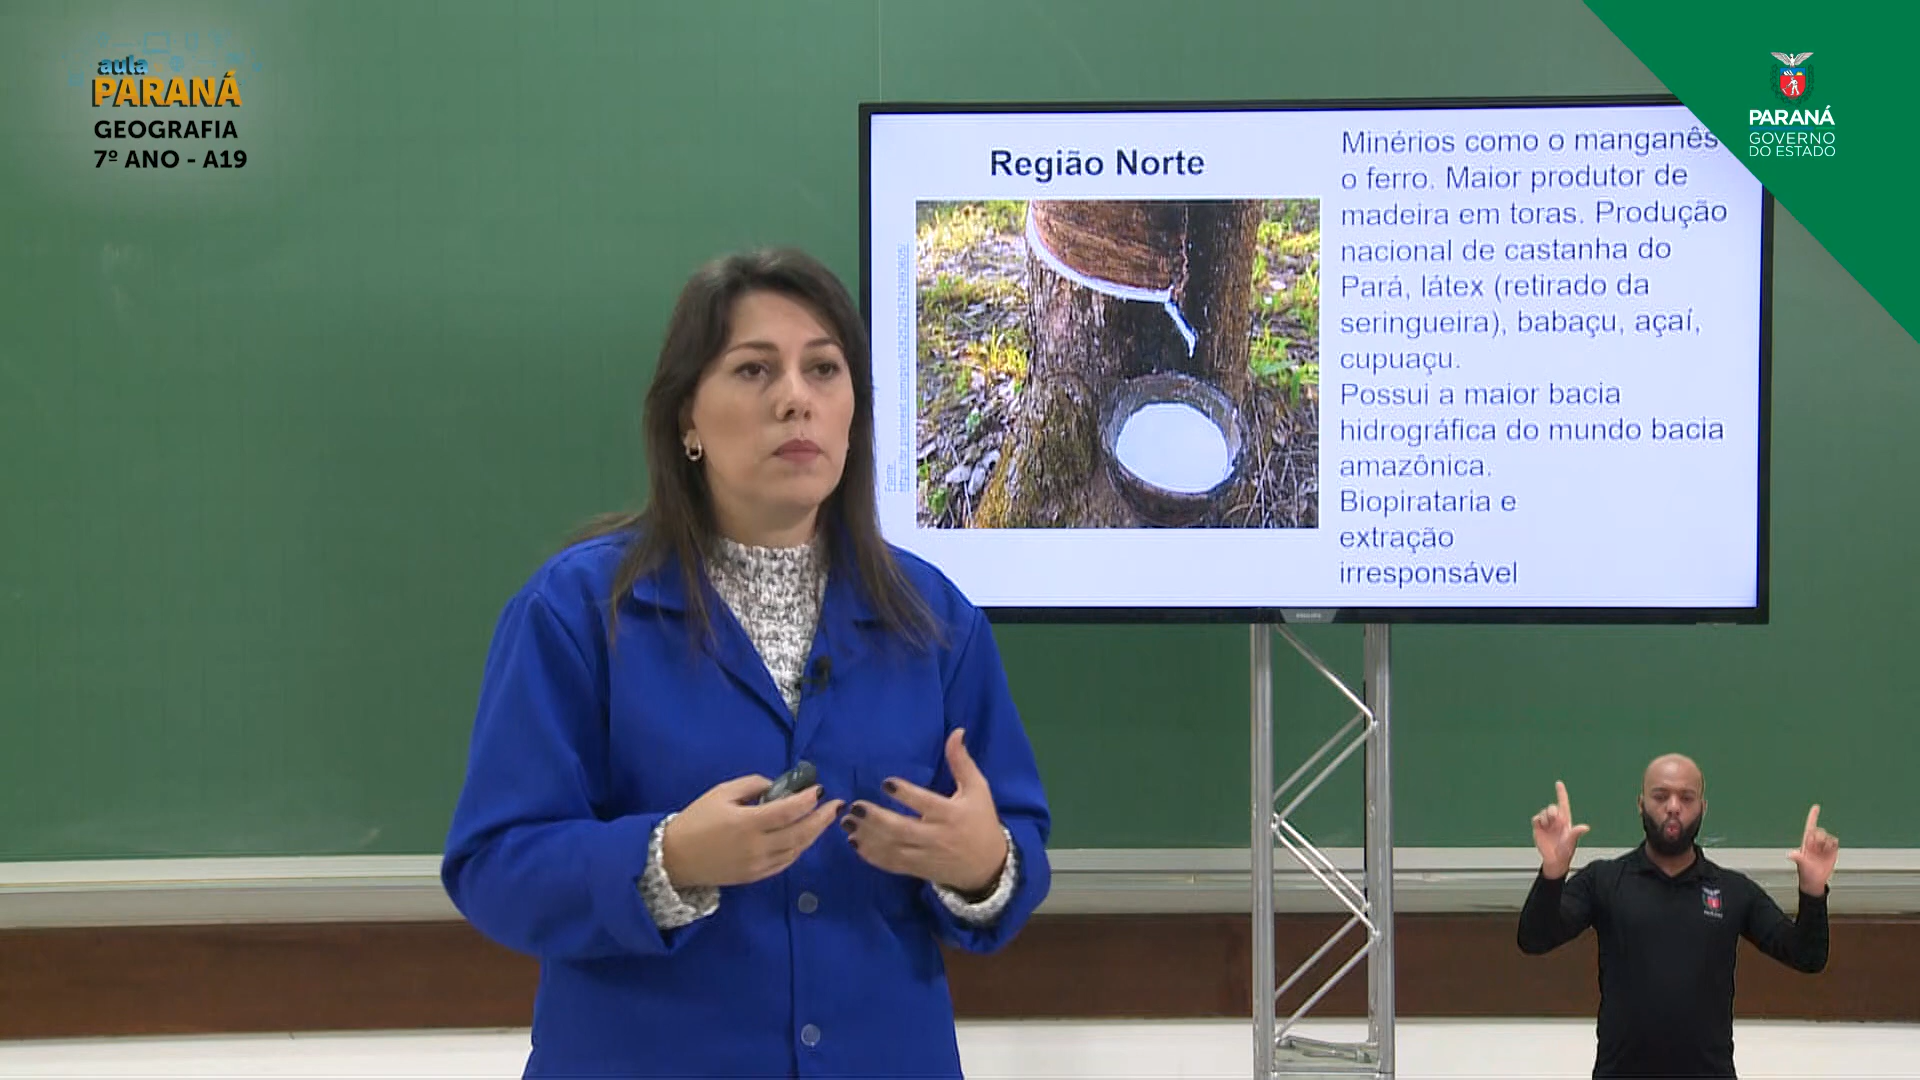 aula
PARANÁ
GEOGRAFIA
7º ANO - A19
PARANÁ
GOVERNO
DO ESTADO
Região Norte
Minérios como o manganês
o ferro. Maior produtor de
madeira em toras. Produção
nacional de castanha do
Pará, látex (retirado da
seringueira), babaçu, açaí,
cupuaçu.
Possui a maior bacia
hidrográfica do mundo bacia
amazônica.
Biopirataria e
extração
irresponsável
Fonte
PHILIPS